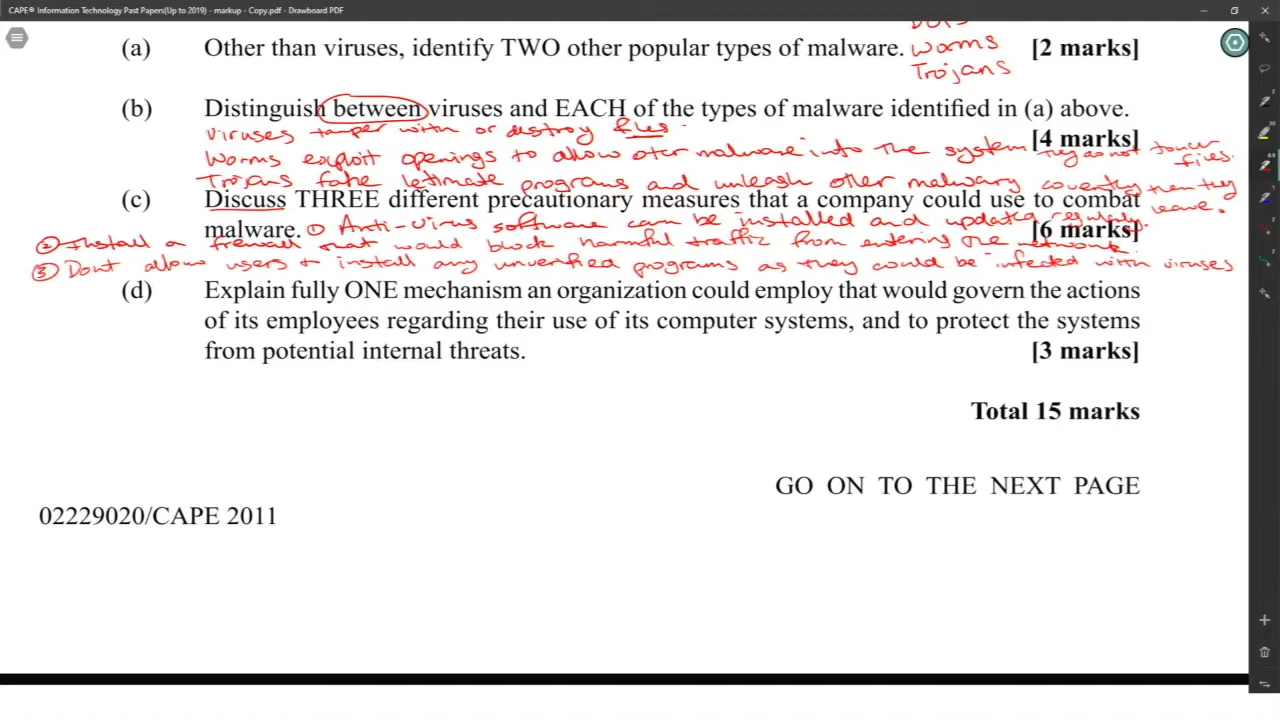 CAPE® Information Technology Past Papers(Up to 2019) - markup - Copy.pdf - Drawboard PDF
(a) Other than viruses, identify TWO other popular types of malware. [2 marks]
worms
Trojans
(b) Distinguish between viruses and EACH of the types of malware identified in (a) above.
[4 marks]
viruses tamper with or destroy files.
Worms exploit openings to allow oter malware into the system they do not touch files.
Trojans fake letimate programs and unleash other malwary covertly then they leave.
(c) Discuss THREE different precautionary measures that a company could use to combat
malware. [6 marks]
① Anti-virus software can be installed and updated regularly.
② Install a firewall that would block harmful traffic from entering the network.
③ Dont allow users to install any unverified programs as they could be infected with viruses
(d) Explain fully ONE mechanism an organization could employ that would govern the actions
of its employees regarding their use of its computer systems, and to protect the systems
from potential internal threats. [3 marks]
Total 15 marks
GO ON TO THE NEXT PAGE
02229020/CAPE 2011